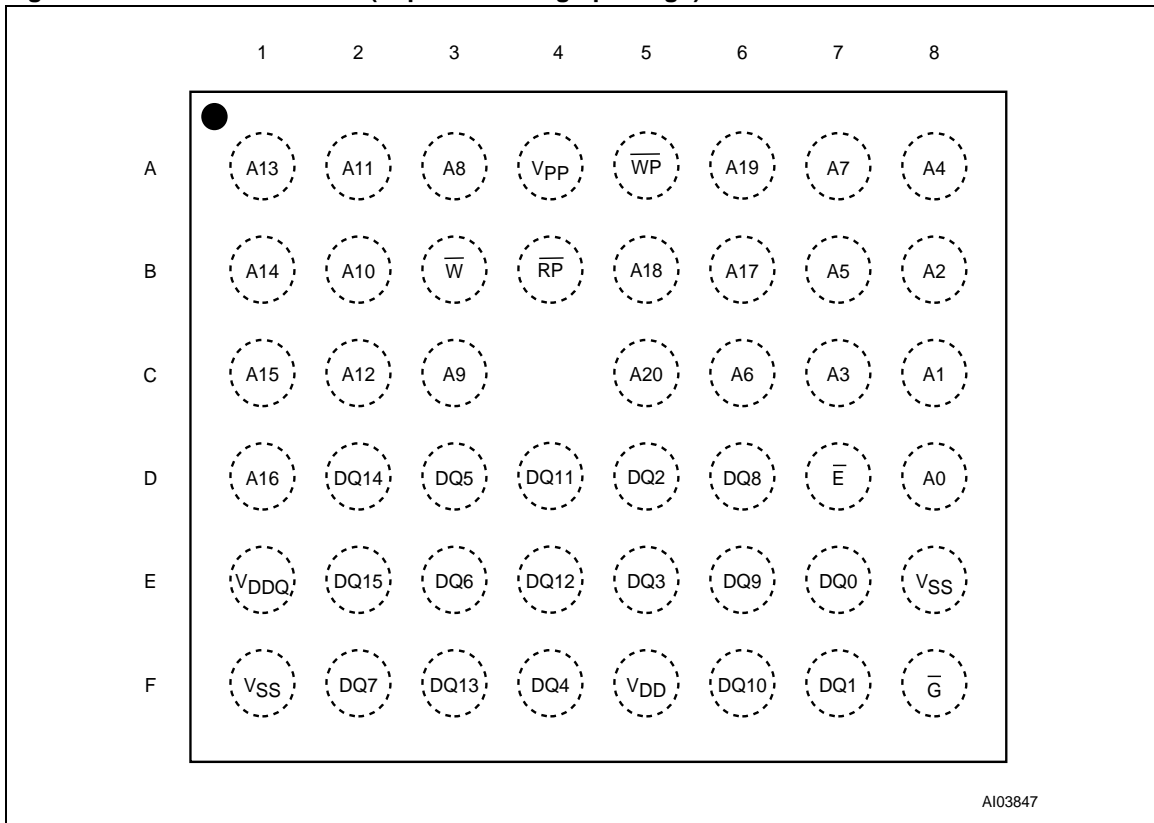 1 2 3 4 5 6 7 8
A A13 A11 A8 VPP W̅P̅ A19 A7 A4
B A14 A10 W̅ R̅P̅ A18 A17 A5 A2
C A15 A12 A9 A20 A6 A3 A1
D A16 DQ14 DQ5 DQ11 DQ2 DQ8 E̅ A0
E VDDQ DQ15 DQ6 DQ12 DQ3 DQ9 DQ0 VSS
F VSS DQ7 DQ13 DQ4 VDD DQ10 DQ1 G̅
AI03847